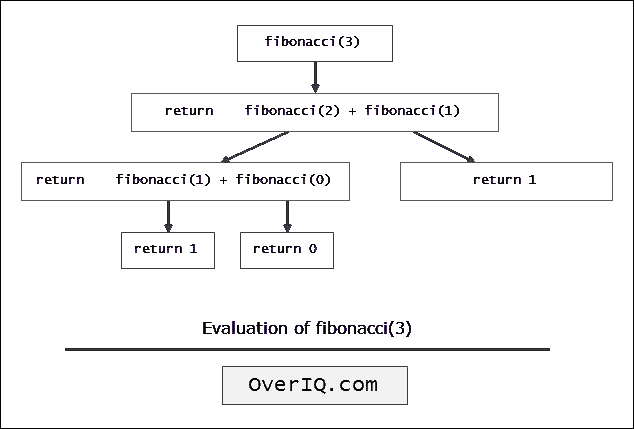 fibonacci(3)
return fibonacci(2) + fibonacci(1)
return fibonacci(1) + fibonacci(0)
return 1
return 1
return 0
Evaluation of fibonacci(3)
OverIQ.com